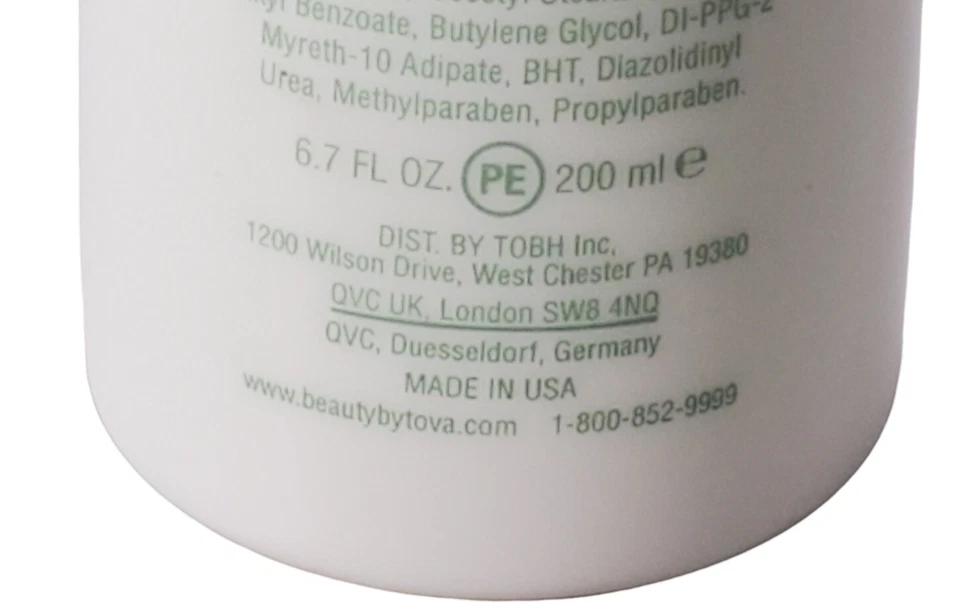 Benzoate, Butylene Glycol, DI-PPG-2
Myreth-10 Adipate, BHT, Diazolidinyl
Urea, Methylparaben, Propylparaben.
6.7 FL OZ. PE 200 ml ℮
DIST. BY TOBH Inc,
1200 Wilson Drive, West Chester PA 19380
QVC UK, London SW8 4NQ
QVC, Duesseldorf, Germany
MADE IN USA
www.beautybytova.com 1-800-852-9999